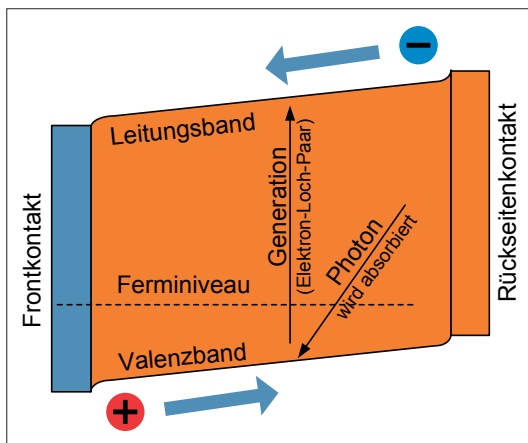 −
Leitungsband
Generation
(Elektron-Loch-Paar)
Photon
wird absorbiert
Frontkontakt
Rückseitenkontakt
Ferminiveau
Valenzband
+